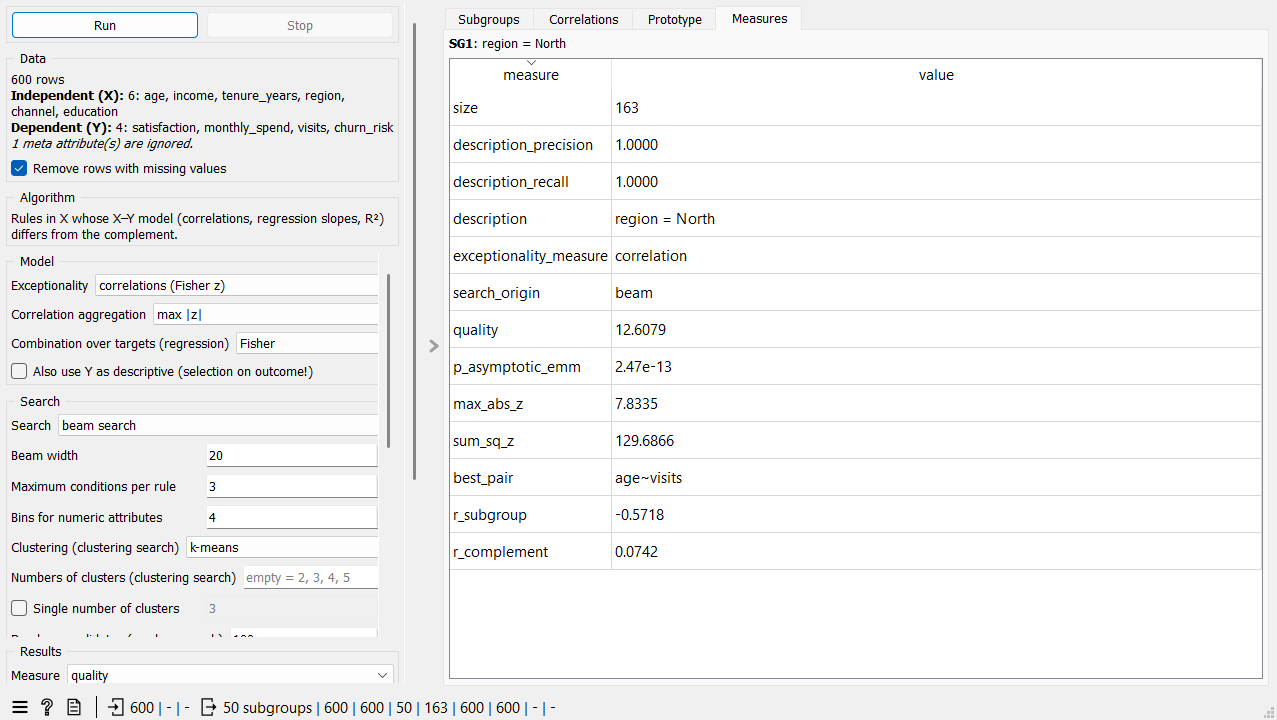 Run
Stop
Data
600 rows
Independent (X): 6: age, income, tenure_years, region,
channel, education
Dependent (Y): 4: satisfaction, monthly_spend, visits, churn_risk
1 meta attribute(s) are ignored.
Remove rows with missing values
Algorithm
Rules in X whose X–Y model (correlations, regression slopes, R²)
differs from the complement.
Model
Exceptionality correlations (Fisher z)
Correlation aggregation max |z|
Combination over targets (regression) Fisher
Also use Y as descriptive (selection on outcome!)
Search
Search beam search
Beam width 20
Maximum conditions per rule 3
Bins for numeric attributes 4
Clustering (clustering search) k-means
Numbers of clusters (clustering search) empty = 2, 3, 4, 5
Single number of clusters 3
Results
Measure quality
600 | - | - 50 subgroups | 600 | 600 | 50 | 163 | 600 | 600 | - | -
Subgroups Correlations Prototype Measures
SG1: region = North
measure value
size 163
description_precision 1.0000
description_recall 1.0000
description region = North
exceptionality_measure correlation
search_origin beam
quality 12.6079
p_asymptotic_emm 2.47e-13
max_abs_z 7.8335
sum_sq_z 129.6866
best_pair age~visits
r_subgroup -0.5718
r_complement 0.0742